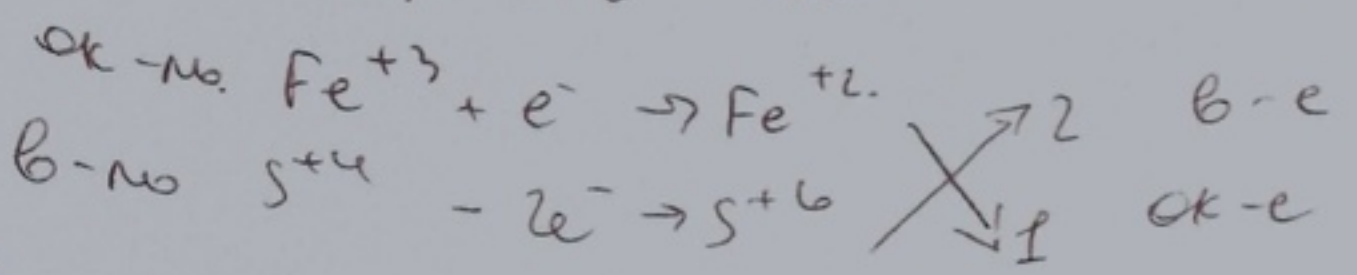 ок-ль. Fe⁺³ + e⁻ → Fe⁺². 2 в-е
в-ль S⁺⁴ - 2e⁻ → S⁺⁶ 1 ок-е